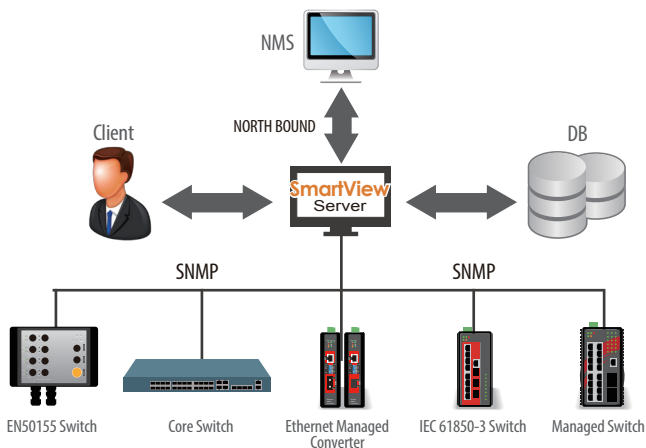 NMS
NORTH BOUND
Client
DB
SmartView
Server
SNMP
SNMP
EN50155 Switch
Core Switch
Ethernet Managed
Converter
IEC 61850-3 Switch
Managed Switch